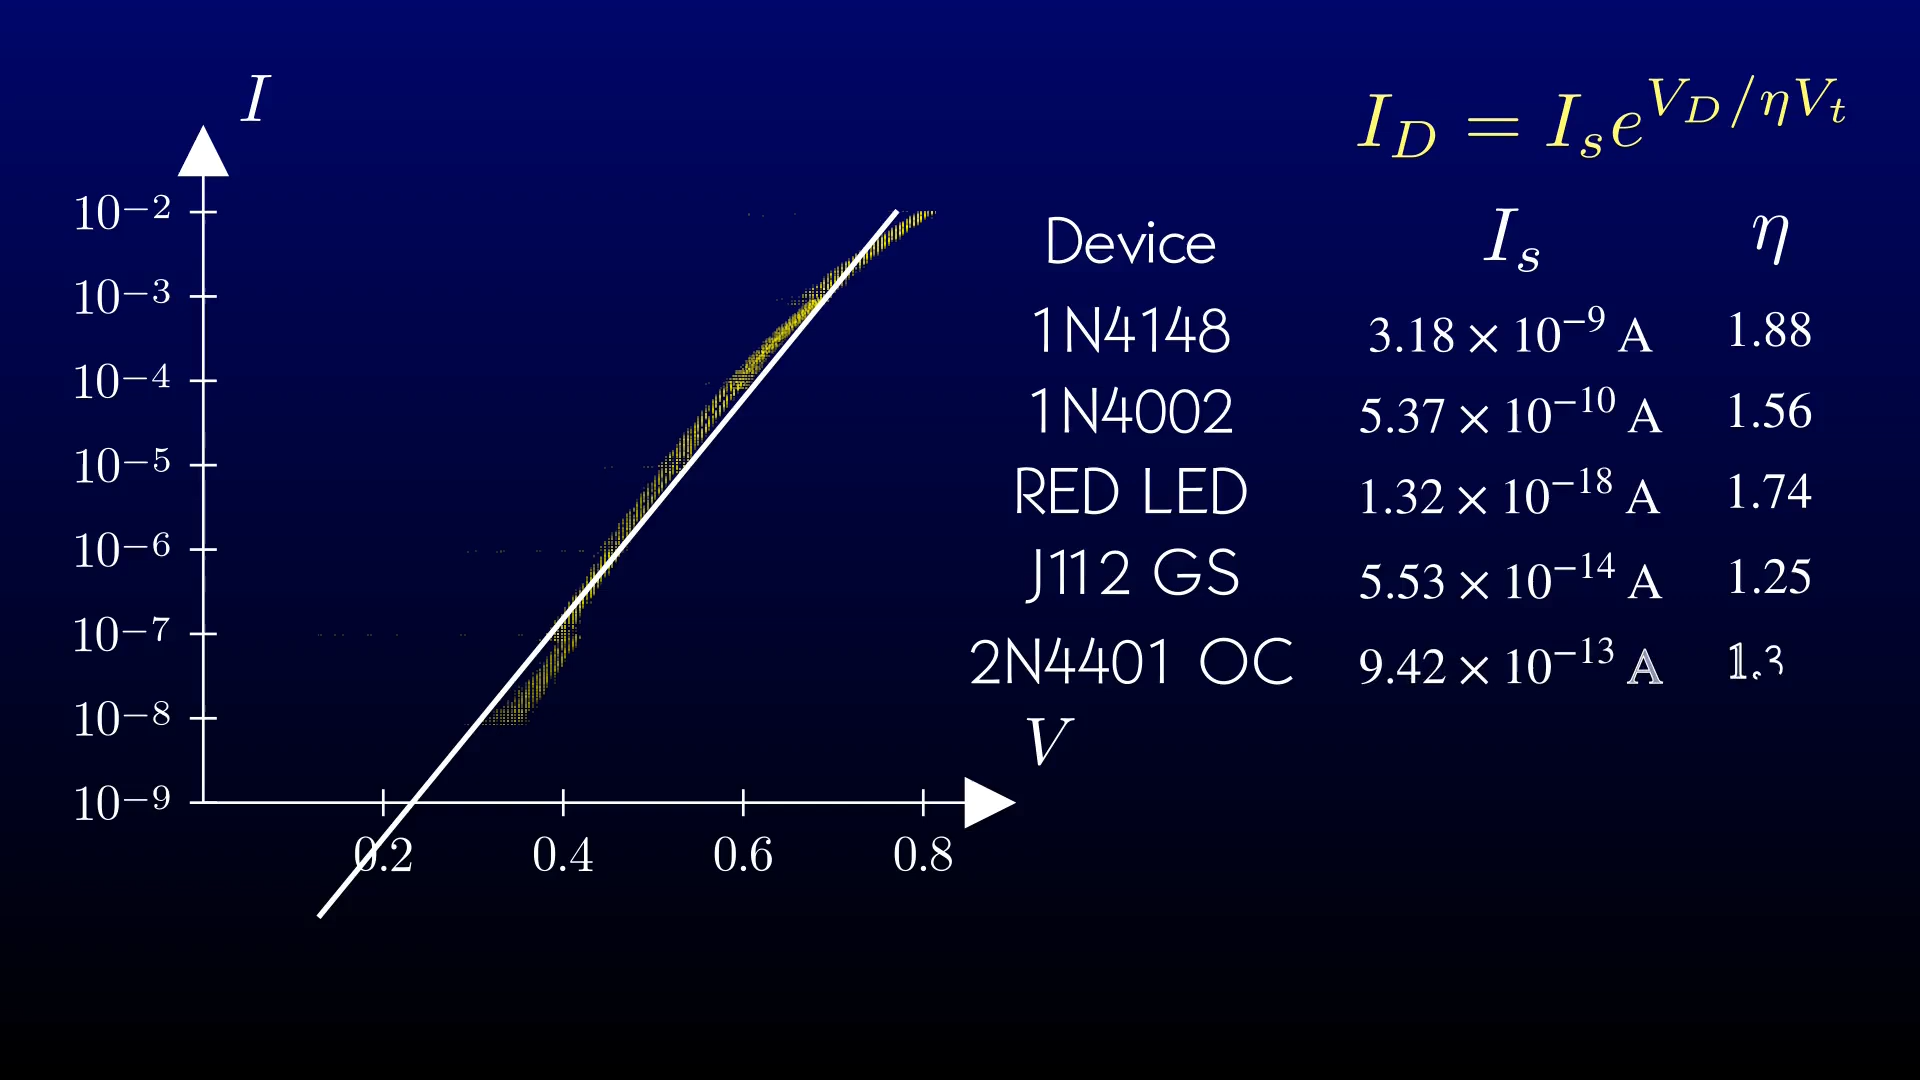 I
I_D = I_s e^{V_D/ηV_t}
10⁻²
10⁻³
10⁻⁴
10⁻⁵
10⁻⁶
10⁻⁷
10⁻⁸
10⁻⁹
0.2 0.4 0.6 0.8
V
Device I_s η
1N4148 3.18 × 10⁻⁹ A 1.88
1N4002 5.37 × 10⁻¹⁰ A 1.56
RED LED 1.32 × 10⁻¹⁸ A 1.74
J112 GS 5.53 × 10⁻¹⁴ A 1.25
2N4401 OC 9.42 × 10⁻¹³ A